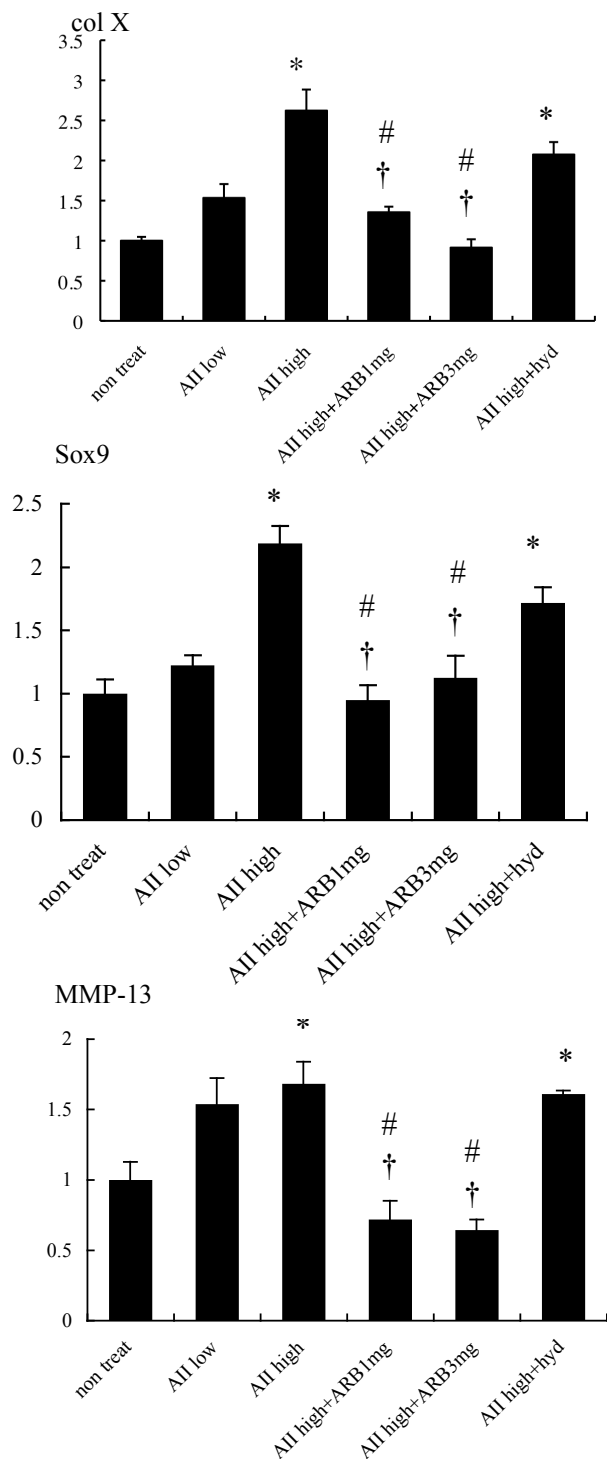 col X
3.5
3
2.5
2
1.5
1
0.5
0
*
#
†
#
†
*
non treat
AII low
AII high
AII high+ARB1mg
AII high+ARB3mg
AII high+hyd
Sox9
2.5
2
1.5
1
0.5
0
*
#
†
#
†
*
non treat
AII low
AII high
AII high+ARB1mg
AII high+ARB3mg
AII high+hyd
MMP-13
2
1.5
1
0.5
0
*
#
†
#
†
*
non treat
AII low
AII high
AII high+ARB1mg
AII high+ARB3mg
AII high+hyd